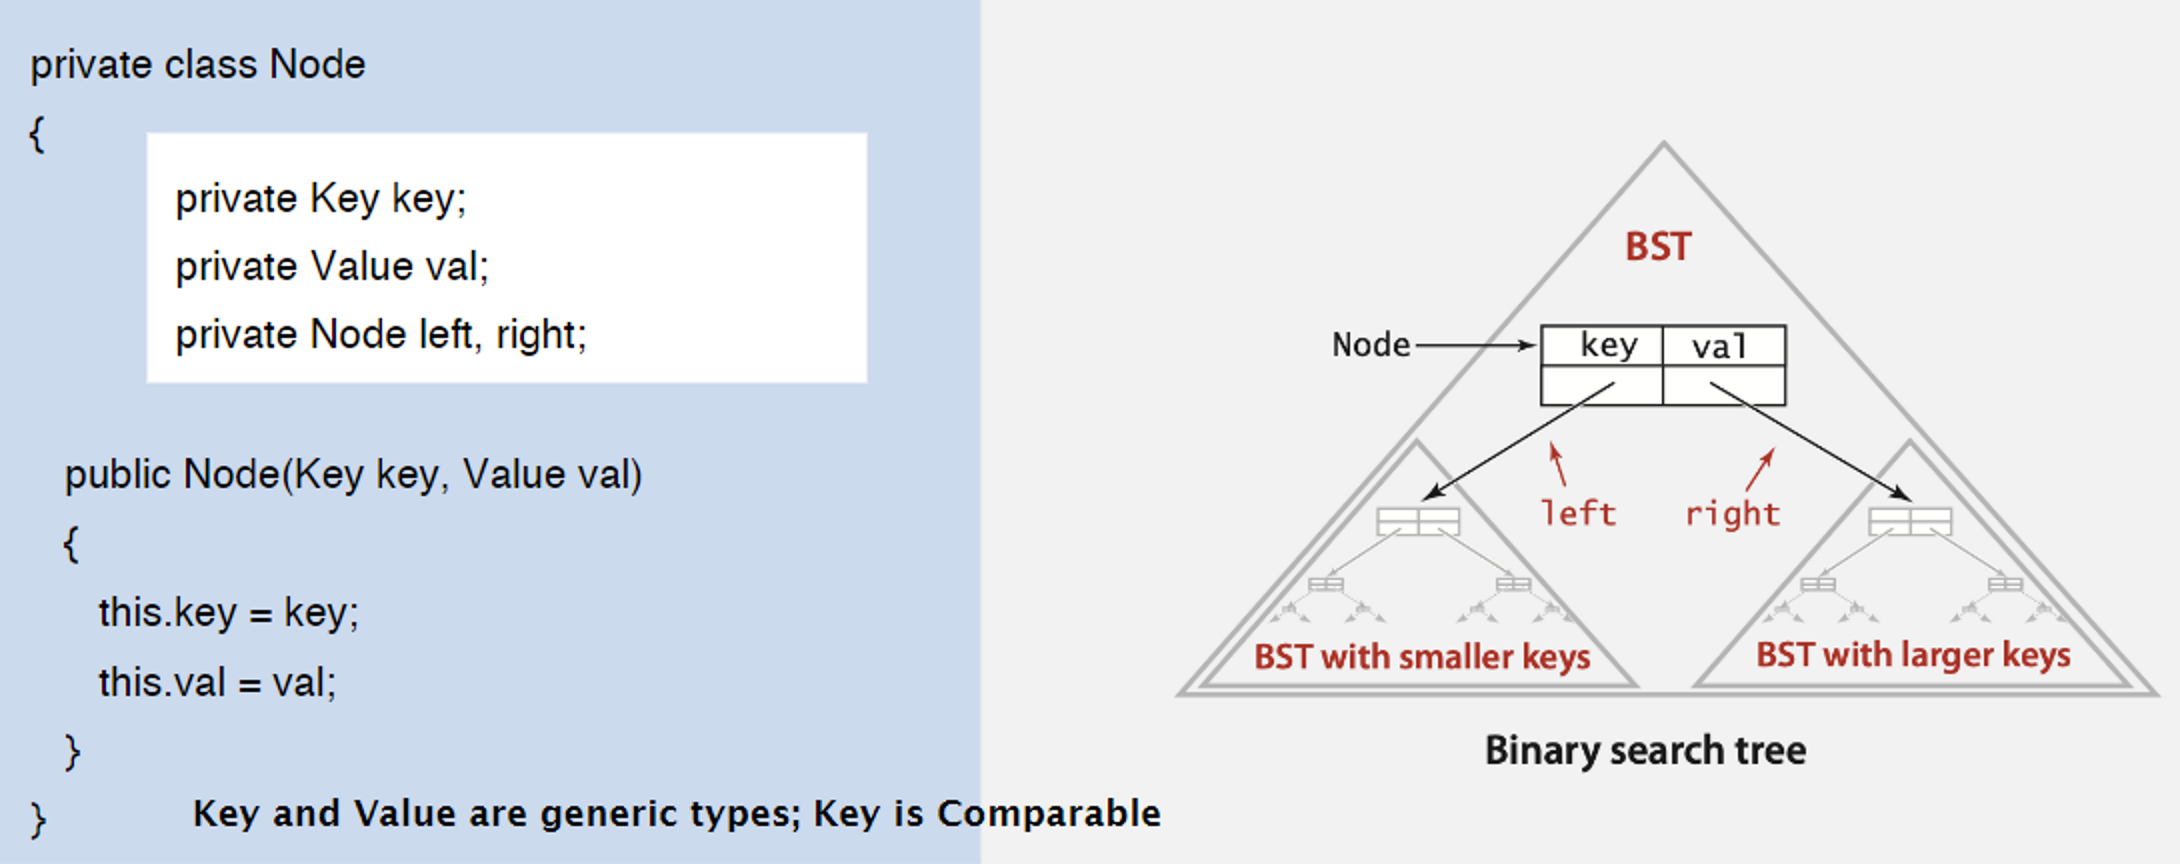 private class Node
{
private Key key;
private Value val;
private Node left, right;
public Node(Key key, Value val)
{
this.key = key;
this.val = val;
}
}
Key and Value are generic types; Key is Comparable
BST
Node
key val
left
right
BST with smaller keys
BST with larger keys
Binary search tree